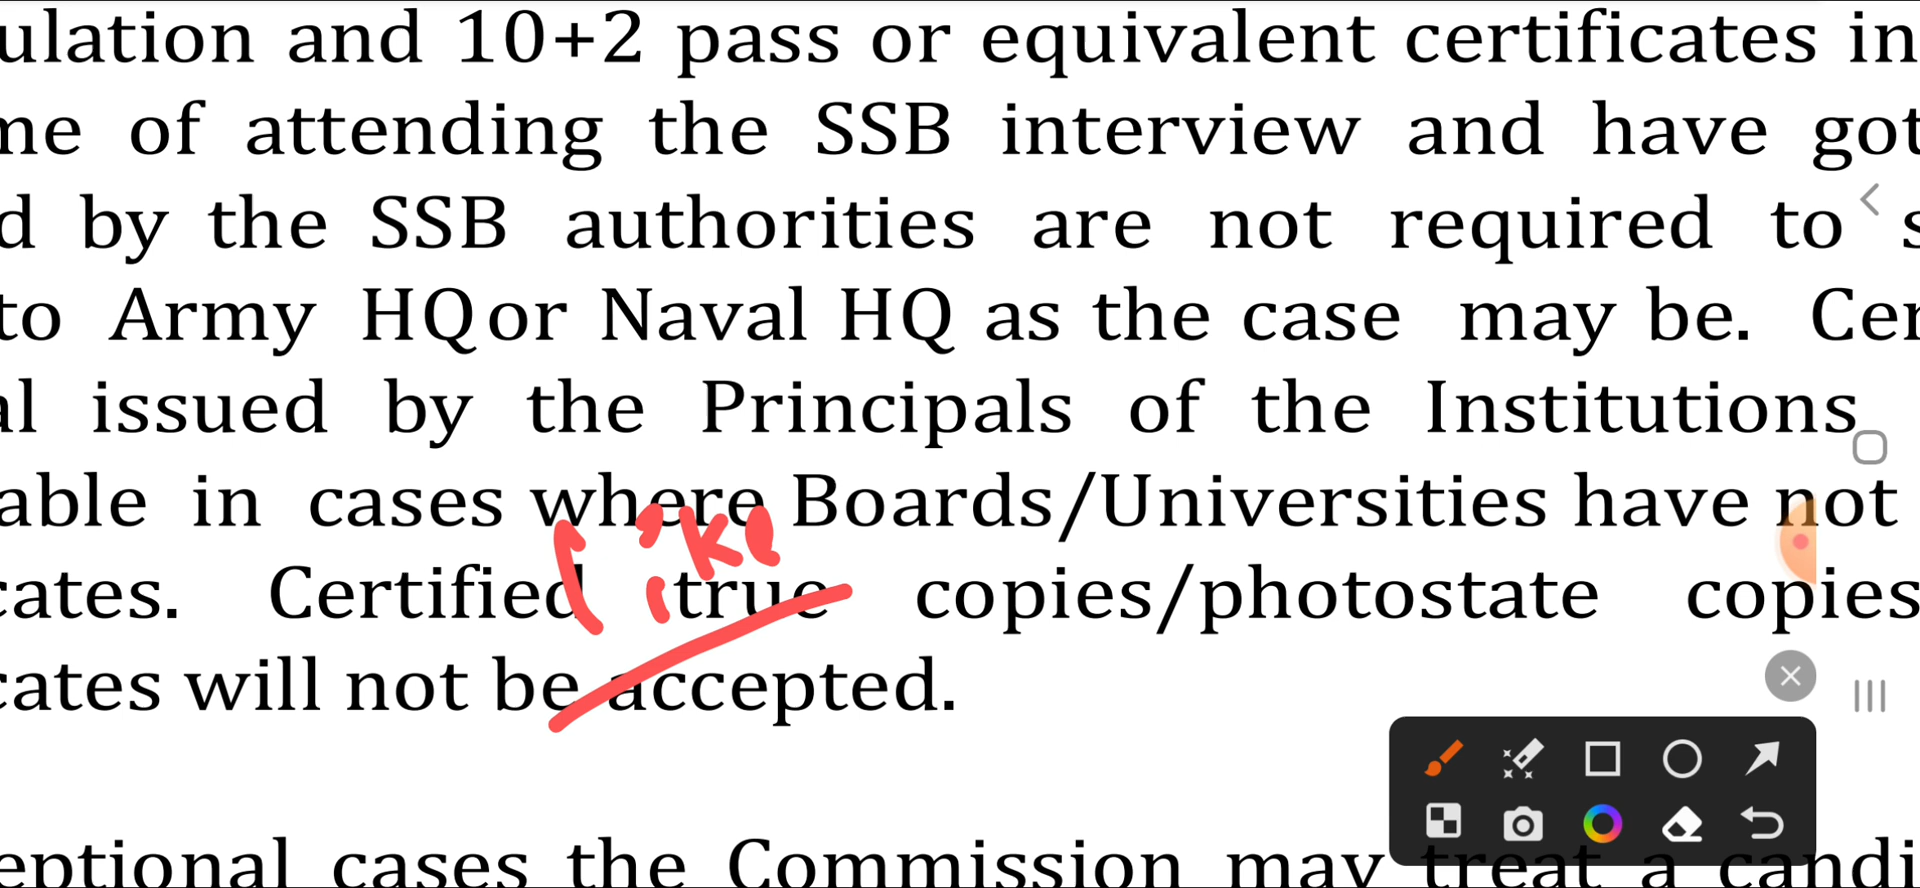 ulation and 10+2 pass or equivalent certificates in
me of attending the SSB interview and have got
d by the SSB authorities are not required to s
to Army HQor Naval HQ as the case may be. Cer
al issued by the Principals of the Institutions
able in cases where Boards/Universities have not
like
cates. Certified true copies/photostate copies
cates will not be accepted.
eptional cases the Commission may treat a candi